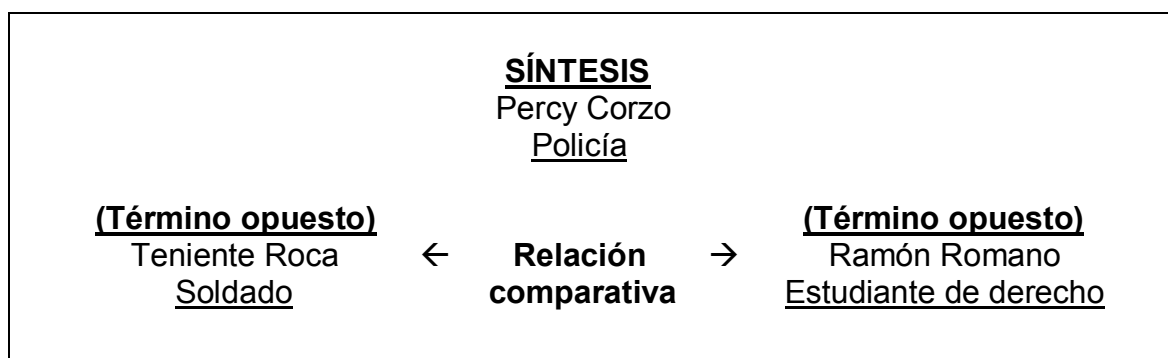 SÍNTESIS
Percy Corzo
Policía
(Término opuesto)
Teniente Roca
Soldado
← Relación →
comparativa
(Término opuesto)
Ramón Romano
Estudiante de derecho